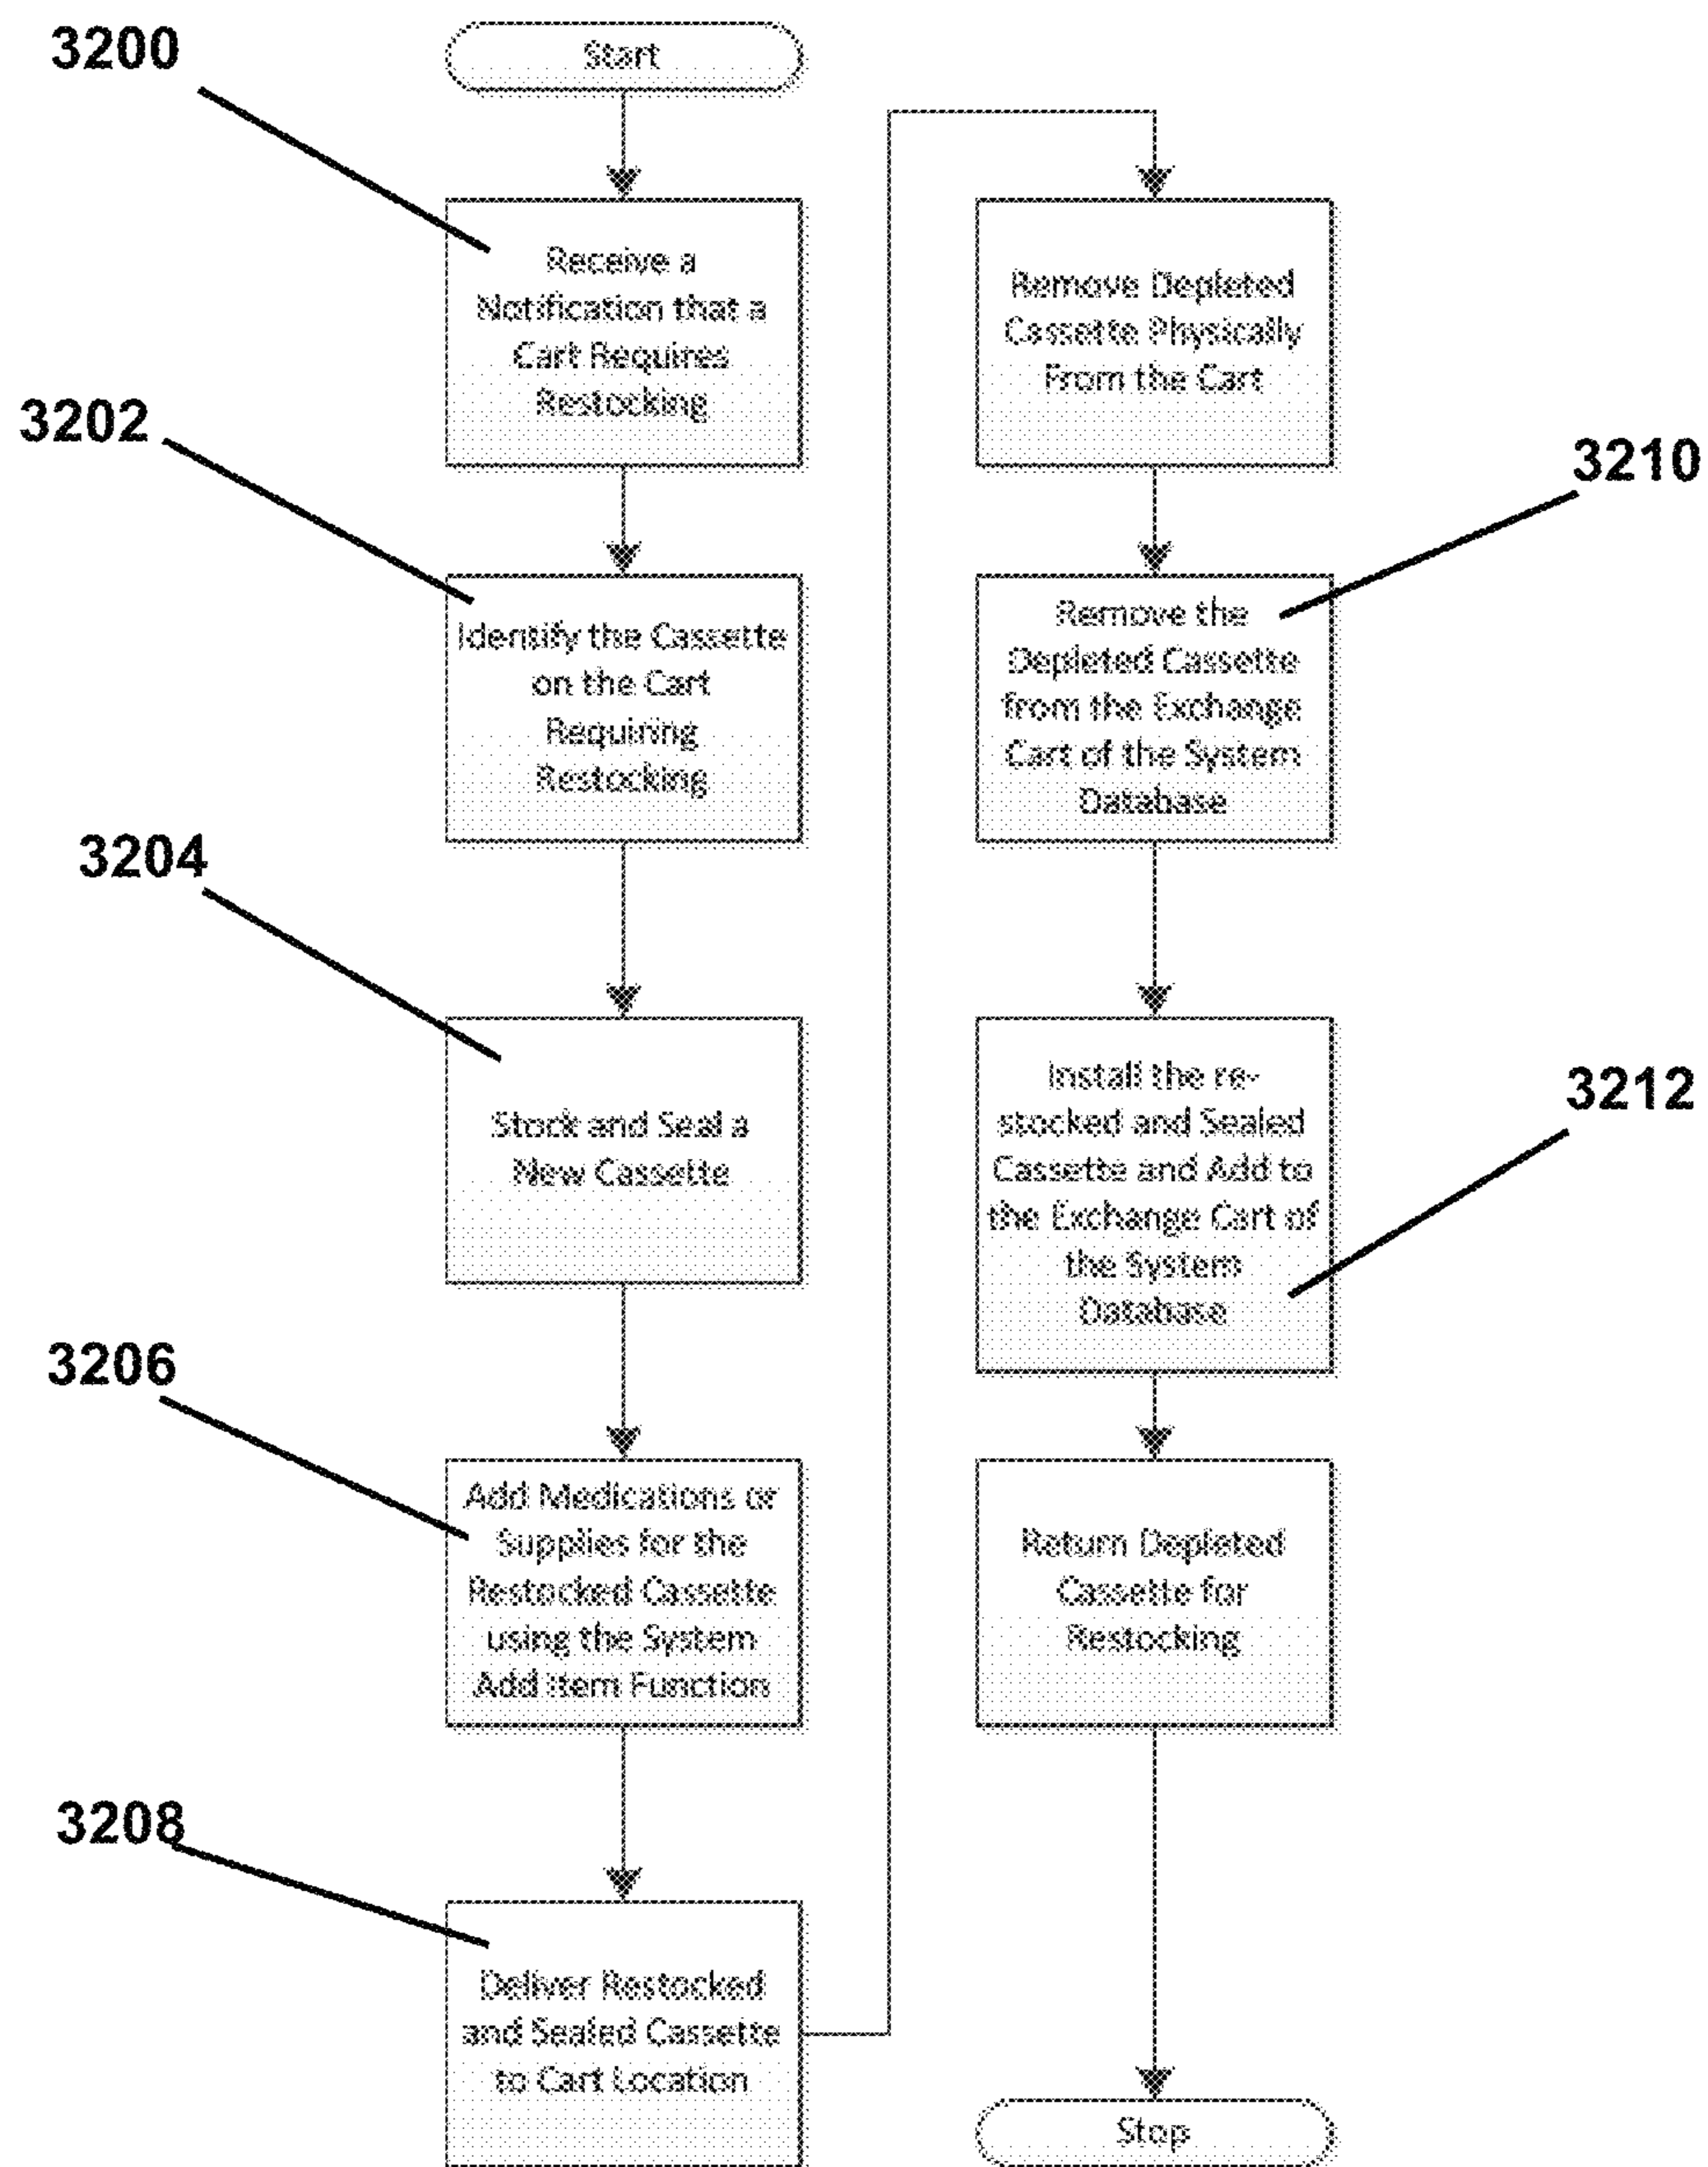 3200
Start
Receive a
Notification that a
Cart Requires
Restocking
3202
Identify the Cassette
on the Cart
Requiring
Restocking
3204
Stock and Seal a
New Cassette
3206
Add Medications or
Supplies for the
Restocked Cassette
using the System
Add Item Function
3208
Deliver Restocked
and Sealed Cassette
to Cart Location
Remove Depleted
Cassette Physically
From the Cart
3210
Remove the
Depleted Cassette
from the Exchange
Cart of the System
Database
3212
Install the re-
stocked and Sealed
Cassette and Add to
the Exchange Cart of
the System
Database
Return Depleted
Cassette for
Restocking
Stop